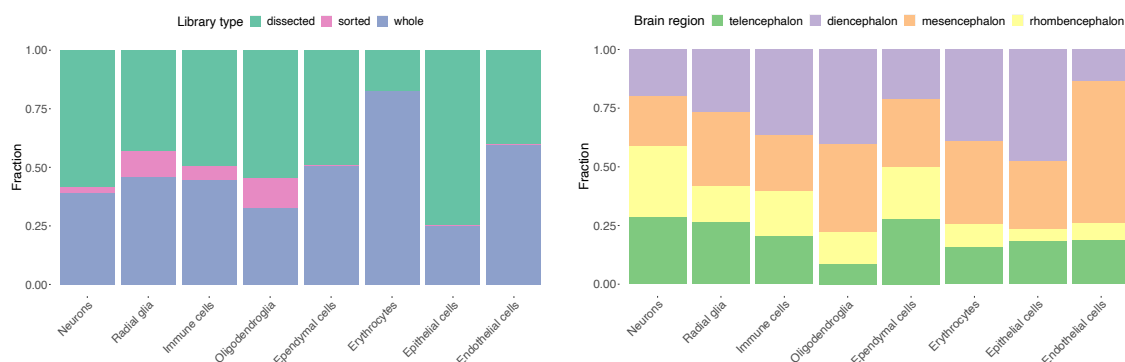 Library type dissected sorted whole
1.00
0.75
0.50
0.25
0.00
Fraction
Neurons
Radial glia
Immune cells
Oligodendroglia
Ependymal cells
Erythrocytes
Epithelial cells
Endothelial cells
Brain region telencephalon diencephalon mesencephalon rhombencephalon
1.00
0.75
0.50
0.25
0.00
Fraction
Neurons
Radial glia
Immune cells
Oligodendroglia
Ependymal cells
Erythrocytes
Epithelial cells
Endothelial cells